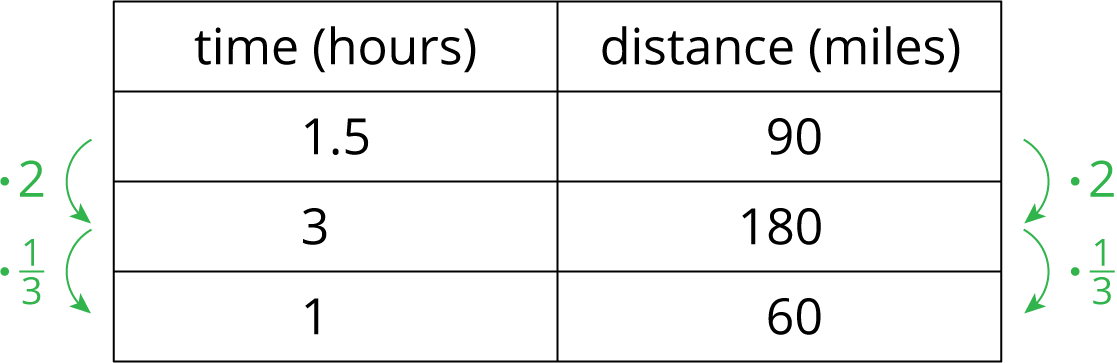 time (hours) distance (miles)
1.5 90
· 2 · 2
3 180
· 1/3 · 1/3
1 60